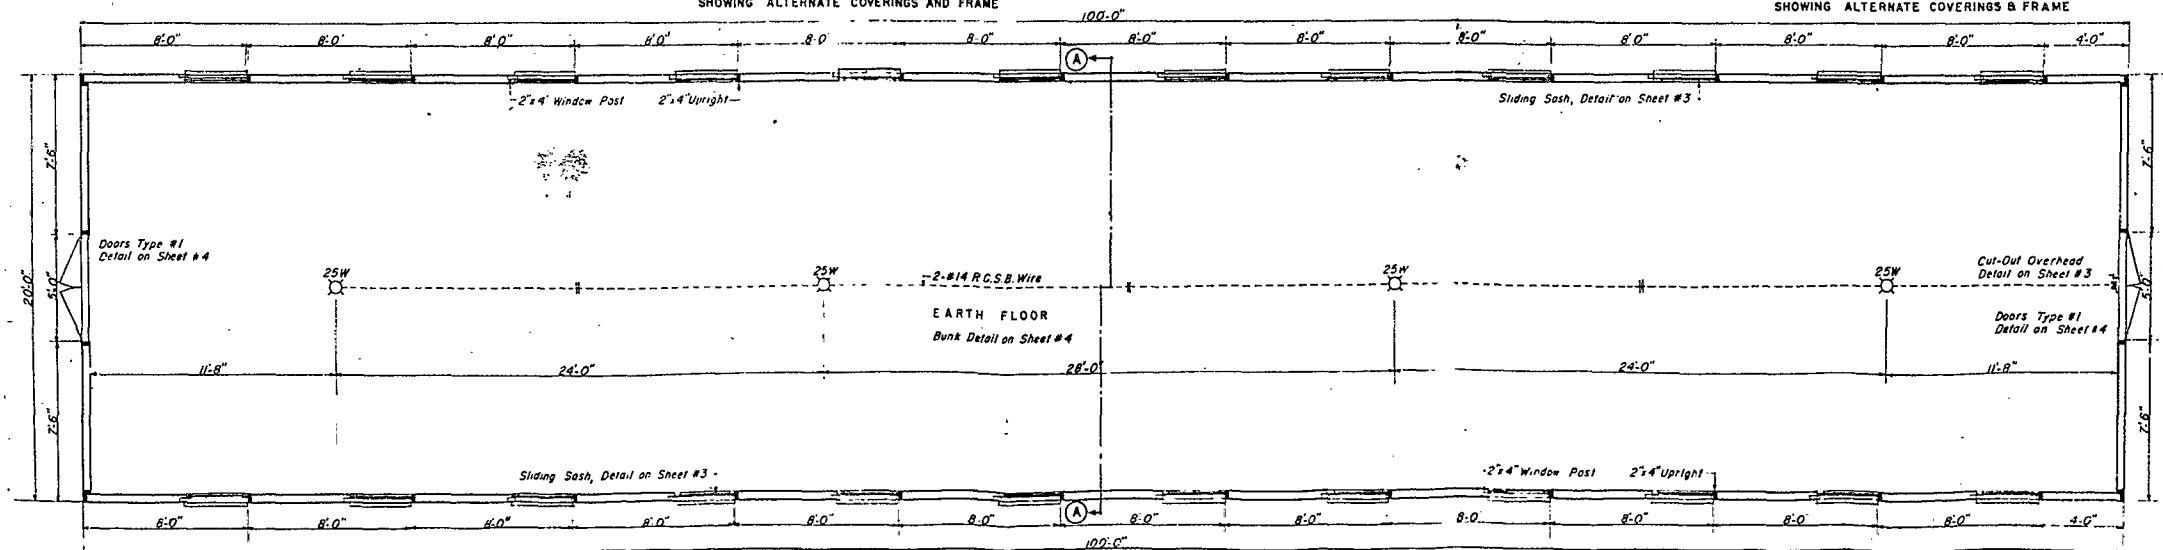 SHOWING ALTERNATE COVERINGS AND FRAME
SHOWING ALTERNATE COVERINGS & FRAME
100'-0"
8'-0" 8'-0" 8'-0" 8'-0" 8'-0" 8'-0" 8'-0" 8'-0" 8'-0" 8'-0" 8'-0" 8'-0" 4'-0"
A
2"x4" Window Post
2"x4" Upright
Sliding Sash, Detail on Sheet #3
7'-6"
7'-6"
Doors Type #1
Detail on Sheet #4
20'-0"
5'-0"
25W
25W
2-#14 R.C.S.B. Wire
25W
25W
Cut-Out Overhead
Detail on Sheet #3
5'-0"
EARTH FLOOR
Bunk Detail on Sheet #4
Doors Type #1
Detail on Sheet #4
11'-8" 24'-0" 28'-0" 24'-0" 11'-8"
7'-6"
7'-6"
Sliding Sash, Detail on Sheet #3
2"x4" Window Post
2"x4" Upright
A
8'-0" 8'-0" 8'-0" 8'-0" 8'-0" 8'-0" 8'-0" 8'-0" 8'-0" 8'-0" 8'-0" 8'-0" 4'-0"
100'-0"